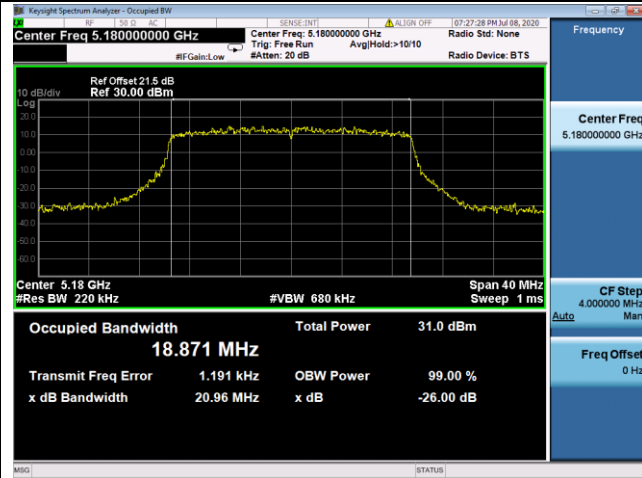 Keysight Spectrum Analyzer - Occupied BW
RF 50 Ω AC SENSE:INT ALIGN OFF 07:27:28 PM Jul 08, 2020
Center Freq 5.180000000 GHz Center Freq: 5.180000000 GHz Radio Std: None
Trig: Free Run Avg|Hold:>10/10
#IFGain:Low #Atten: 20 dB Radio Device: BTS
Ref Offset 21.5 dB
10 dB/div Ref 30.00 dBm
Log
20.0
10.0
0.00
-10.0
-20.0
-30.0
-40.0
-50.0
-60.0
Center 5.18 GHz Span 40 MHz
#Res BW 220 kHz #VBW 680 kHz Sweep 1 ms
Occupied Bandwidth Total Power 31.0 dBm
18.871 MHz
Transmit Freq Error 1.191 kHz OBW Power 99.00 %
x dB Bandwidth 20.96 MHz x dB -26.00 dB
MSG STATUS
Frequency
Center Freq
5.180000000 GHz
CF Step
4.000000 MHz
Auto Man
Freq Offset
0 Hz